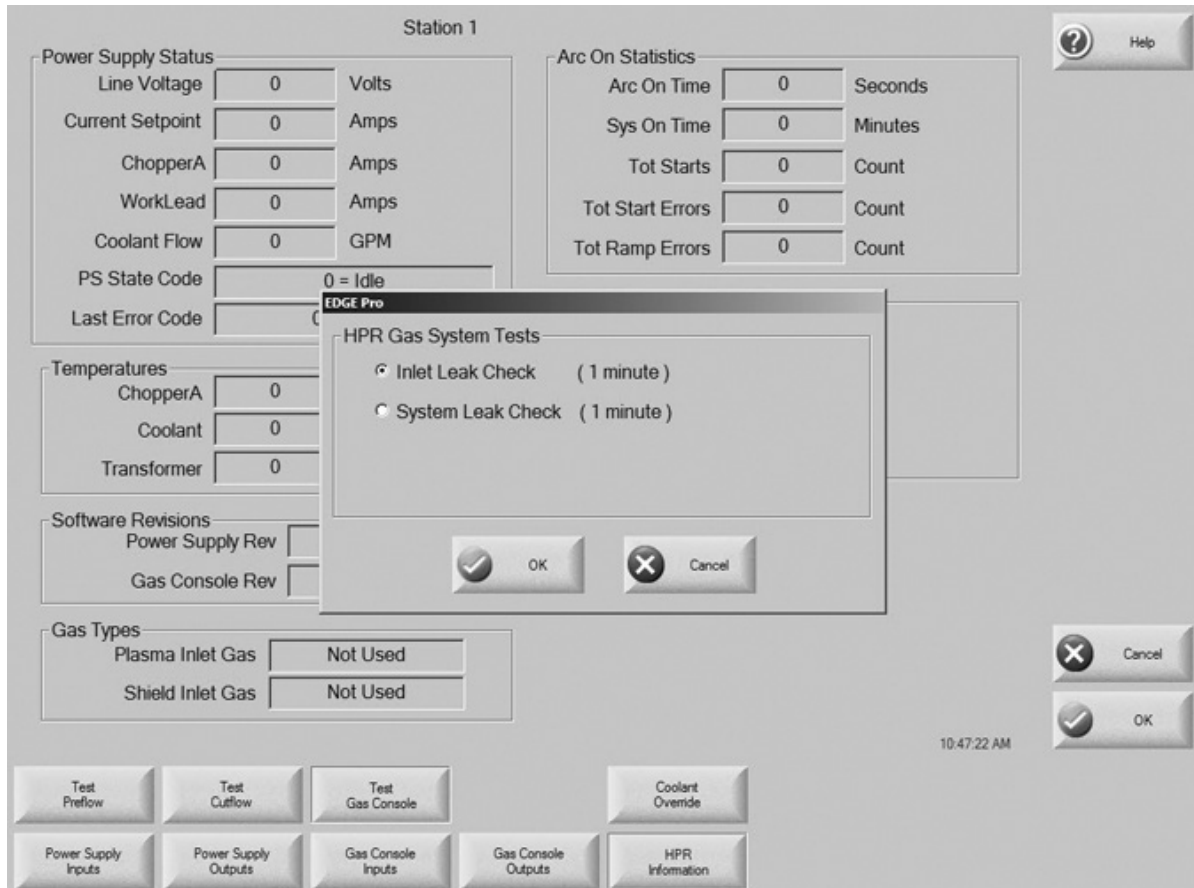 Station 1
Help
Power Supply Status
Line Voltage 0 Volts
Current Setpoint 0 Amps
ChopperA 0 Amps
WorkLead 0 Amps
Coolant Flow 0 GPM
PS State Code 0 = Idle
Last Error Code
Arc On Statistics
Arc On Time 0 Seconds
Sys On Time 0 Minutes
Tot Starts 0 Count
Tot Start Errors 0 Count
Tot Ramp Errors 0 Count
EDGE Pro
HPR Gas System Tests
Inlet Leak Check ( 1 minute )
System Leak Check ( 1 minute )
OK
Cancel
Temperatures
ChopperA 0
Coolant 0
Transformer 0
Software Revisions
Power Supply Rev
Gas Console Rev
Gas Types
Plasma Inlet Gas Not Used
Shield Inlet Gas Not Used
Cancel
OK
10:47:22 AM
Test
Preflow
Test
Cutflow
Test
Gas Console
Coolant
Override
Power Supply
Inputs
Power Supply
Outputs
Gas Console
Inputs
Gas Console
Outputs
HPR
Information